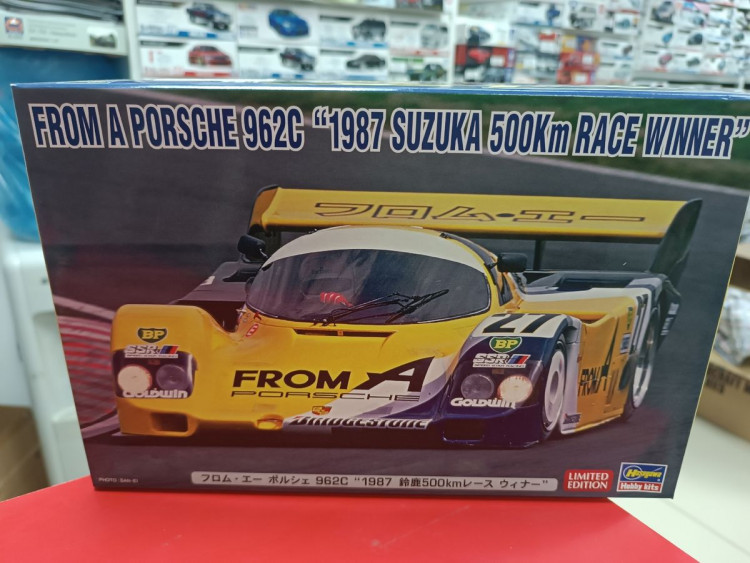 FROM A PORSCHE 962C "1987 SUZUKA 500Km RACE WINNER"
フロム・エー
27
BP
SSR
GOLDWIN
BP
SSR
GOLDWIN
FROM A
PORSCHE
BRIDGESTONE
FROM A
27
フロム・エー ポルシェ 962C "1987 鈴鹿500kmレース ウィナー"
LIMITED
EDITION
Hasegawa
Hobby kits